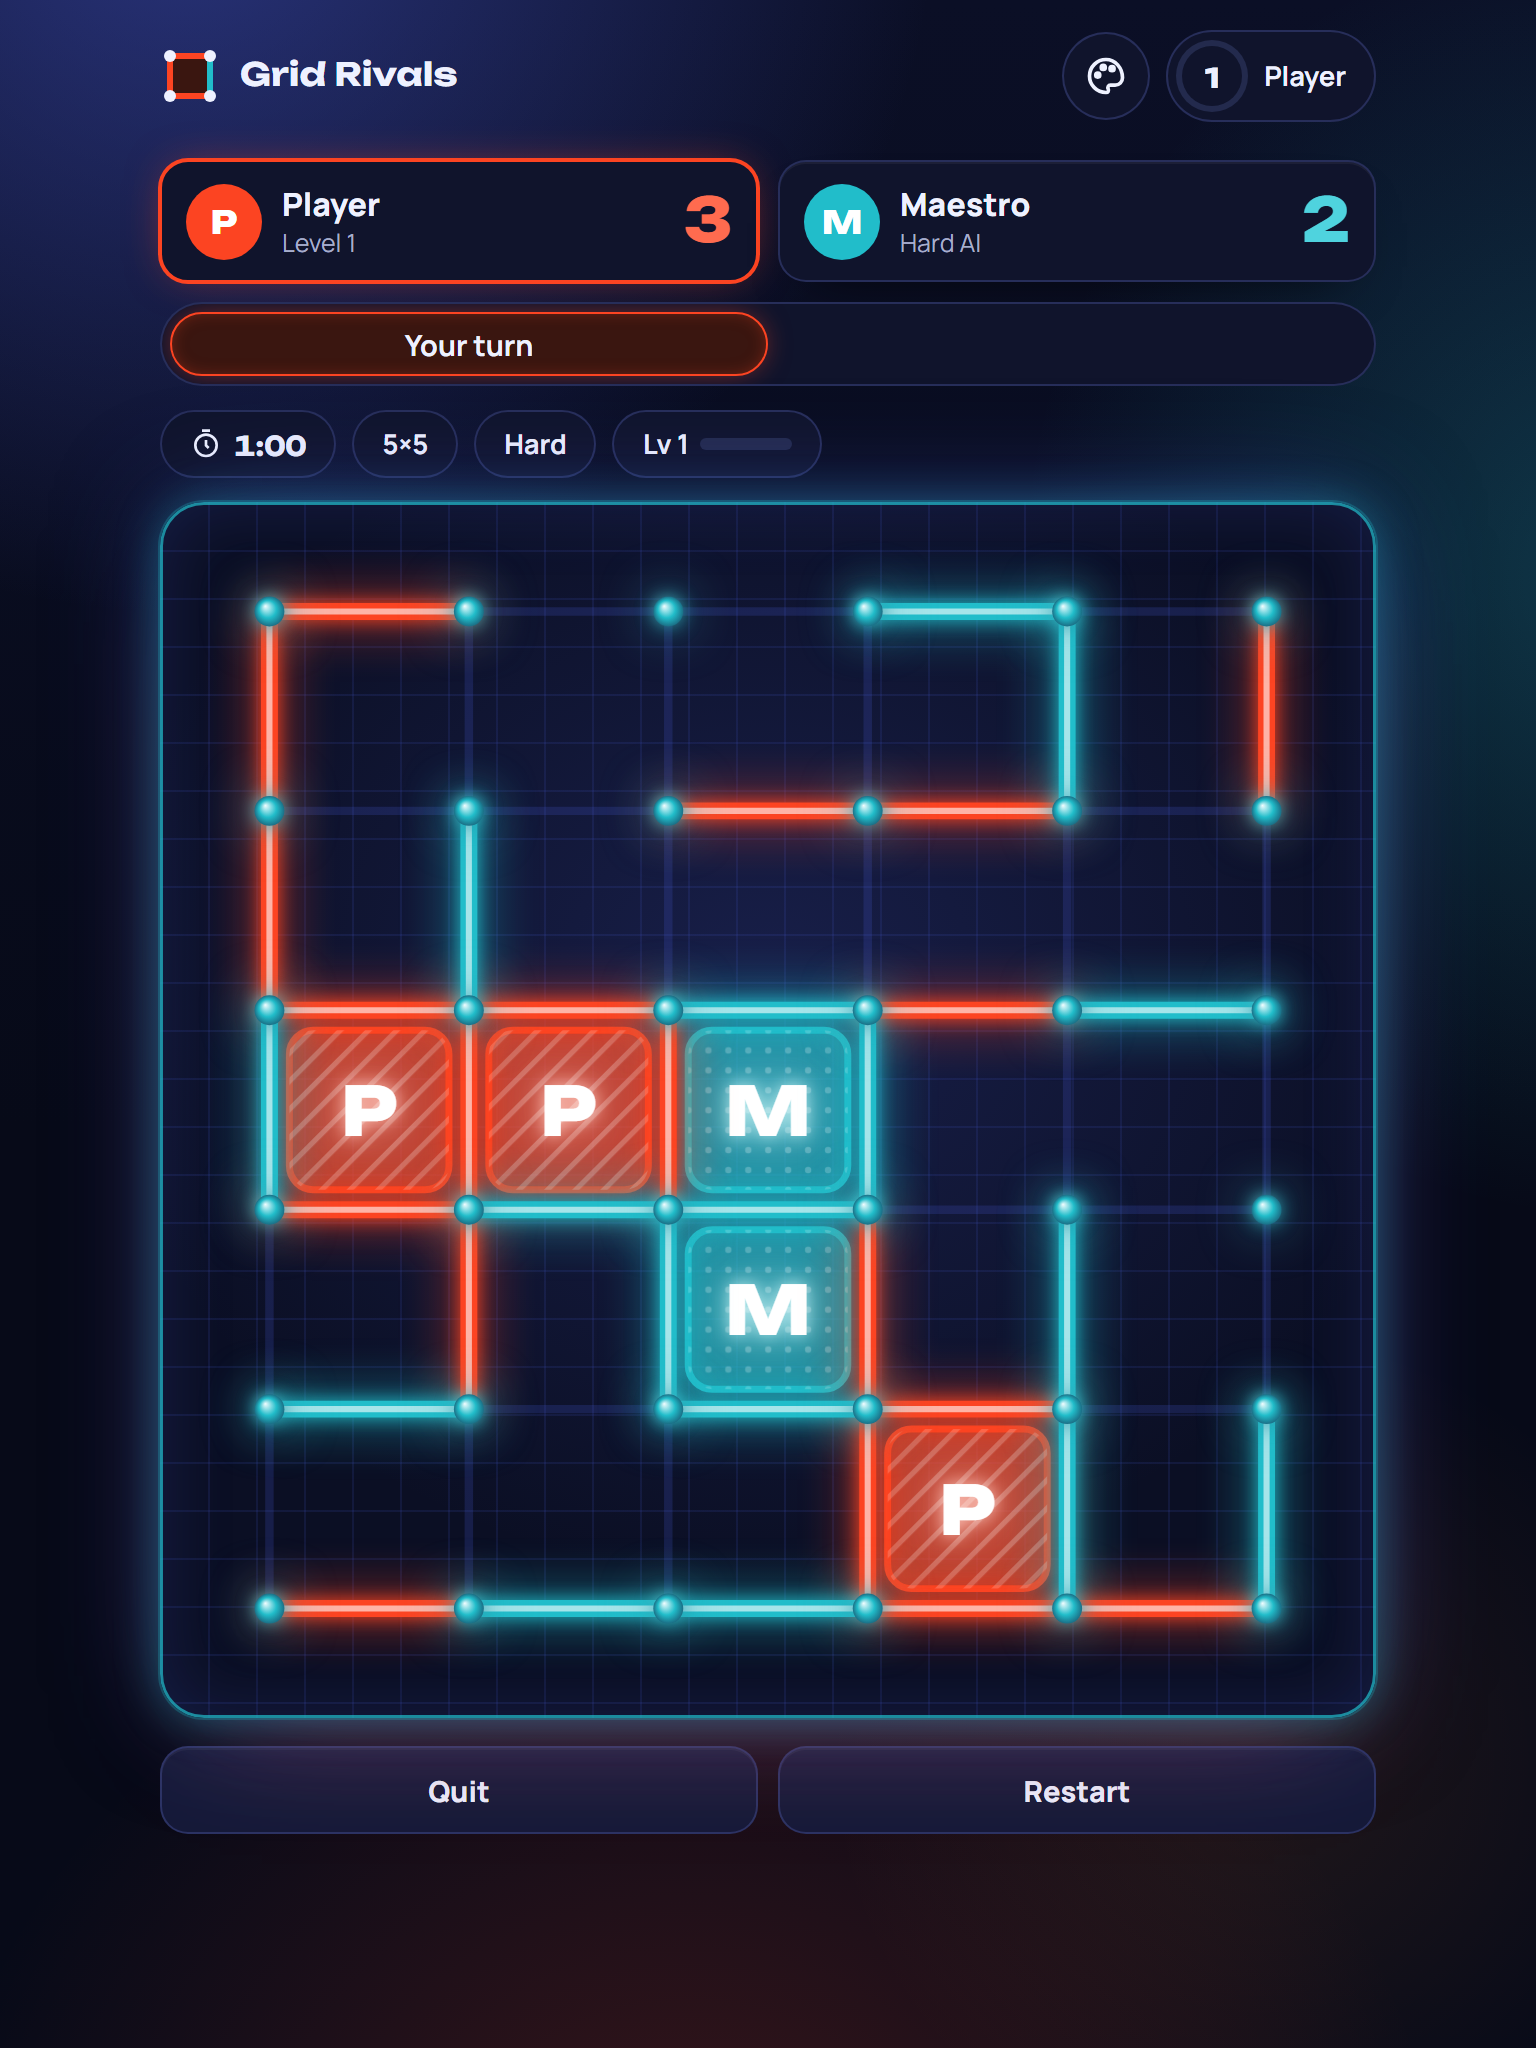 Grid Rivals
1 Player
P Player 3
Level 1
M Maestro 2
Hard AI
Your turn
1:00 5×5 Hard Lv 1
P P M
M
P
Quit Restart